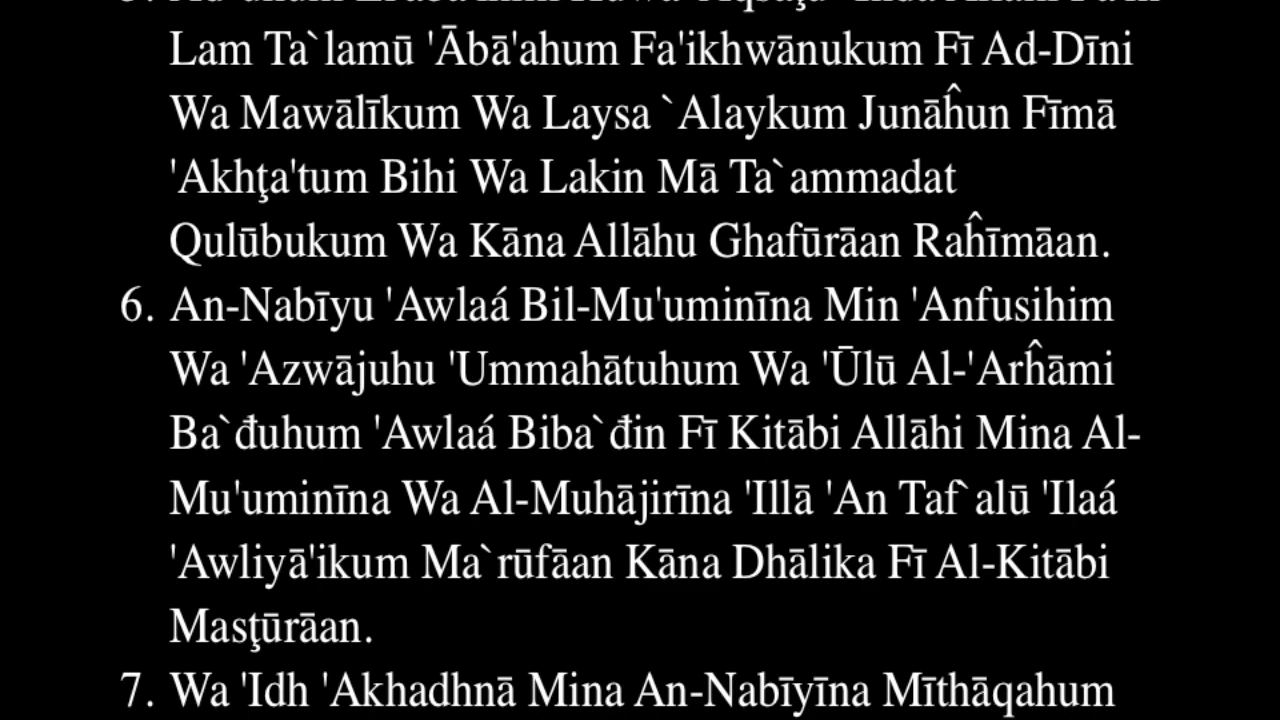 Lam Ta`lamū 'Ābā'ahum Fa'ikhwānukum Fī Ad-Dīni
Wa Mawālīkum Wa Laysa `Alaykum Junāĥun Fīmā
'Akhţa'tum Bihi Wa Lakin Mā Ta`ammadat
Qulūbukum Wa Kāna Allāhu Ghafūrāan Raĥīmāan.
6. An-Nabīyu 'Awlaá Bil-Mu'uminīna Min 'Anfusihim
Wa 'Azwājuhu 'Ummahātuhum Wa 'Ūlū Al-'Arĥāmi
Ba`đuhum 'Awlaá Biba`đin Fī Kitābi Allāhi Mina Al-
Mu'uminīna Wa Al-Muhājirīna 'Illā 'An Taf`alū 'Ilaá
'Awliyā'ikum Ma`rūfāan Kāna Dhālika Fī Al-Kitābi
Masţūrāan.
7. Wa 'Idh 'Akhadhnā Mina An-Nabīyīna Mīthāqahum